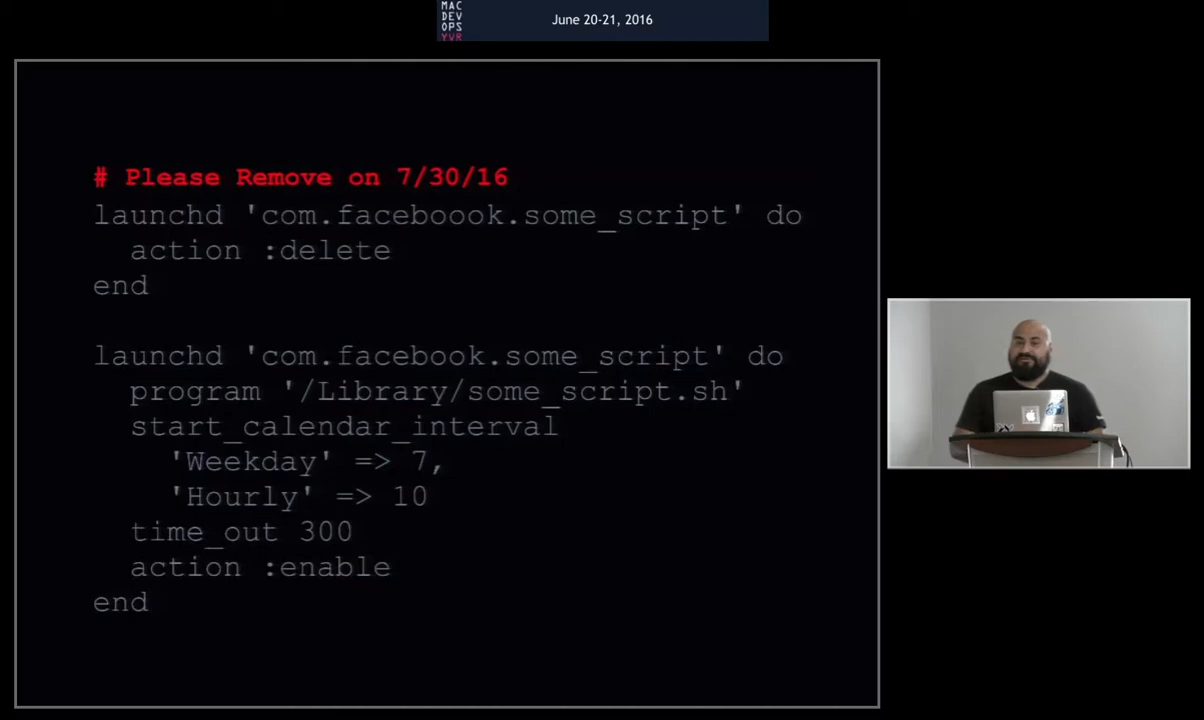 MAC
DEV
OPS
YVR
June 20-21, 2016
# Please Remove on 7/30/16
launchd 'com.faceboook.some_script' do
action :delete
end
launchd 'com.facebook.some_script' do
program '/Library/some_script.sh'
start_calendar_interval
'Weekday' => 7,
'Hourly' => 10
time_out 300
action :enable
end